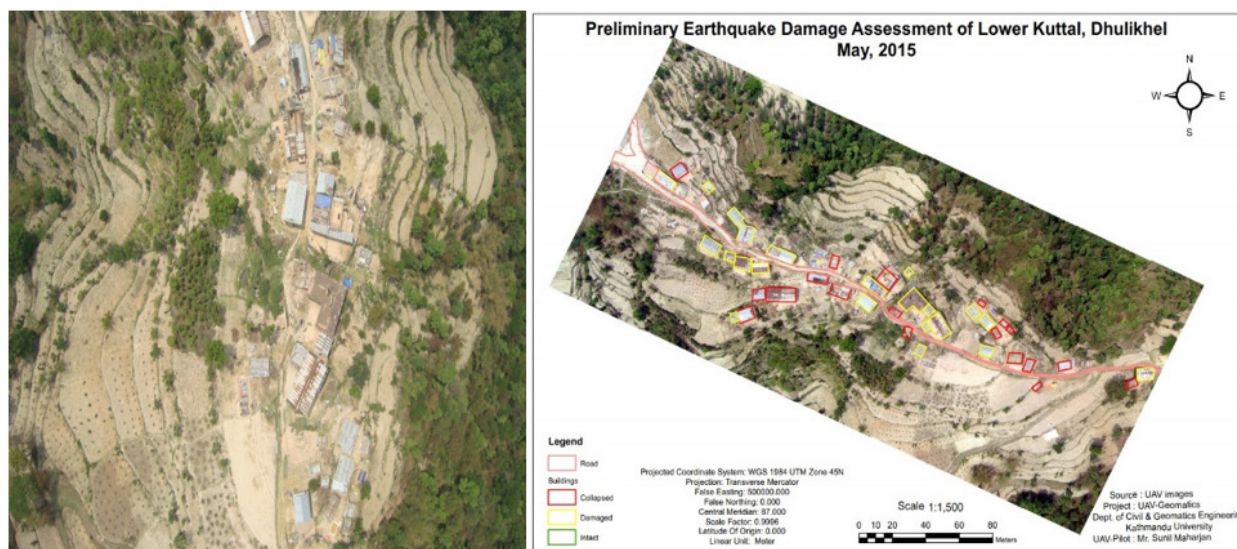 Preliminary Earthquake Damage Assessment of Lower Kuttal, Dhulikhel
May, 2015
N
W E
S
Legend
Road
Buildings
Collapsed
Damaged
Intact
Projected Coordinate System: WGS 1984 UTM Zone 45N
Projection: Transverse Mercator
False Easting: 500000.000
False Northing: 0.000
Central Meridian: 87.000
Scale Factor: 0.9996
Latitude Of Origin: 0.000
Linear Unit: Meter
Scale 1:1,500
0 10 20 40 60 80
Meters
Source : UAV images
Project : UAV-Geomatics
Dept. of Civil & Geomatics Engineeri
Kathmandu University
UAV-Pilot : Mr. Sunil Maharjan